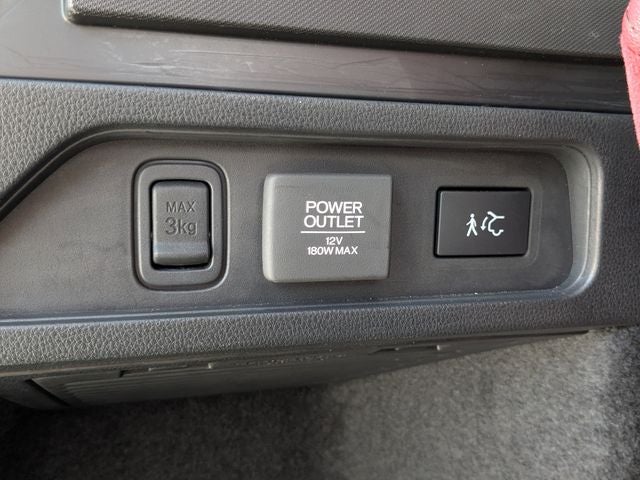 MAX
3kg
POWER
OUTLET
12V
180W MAX